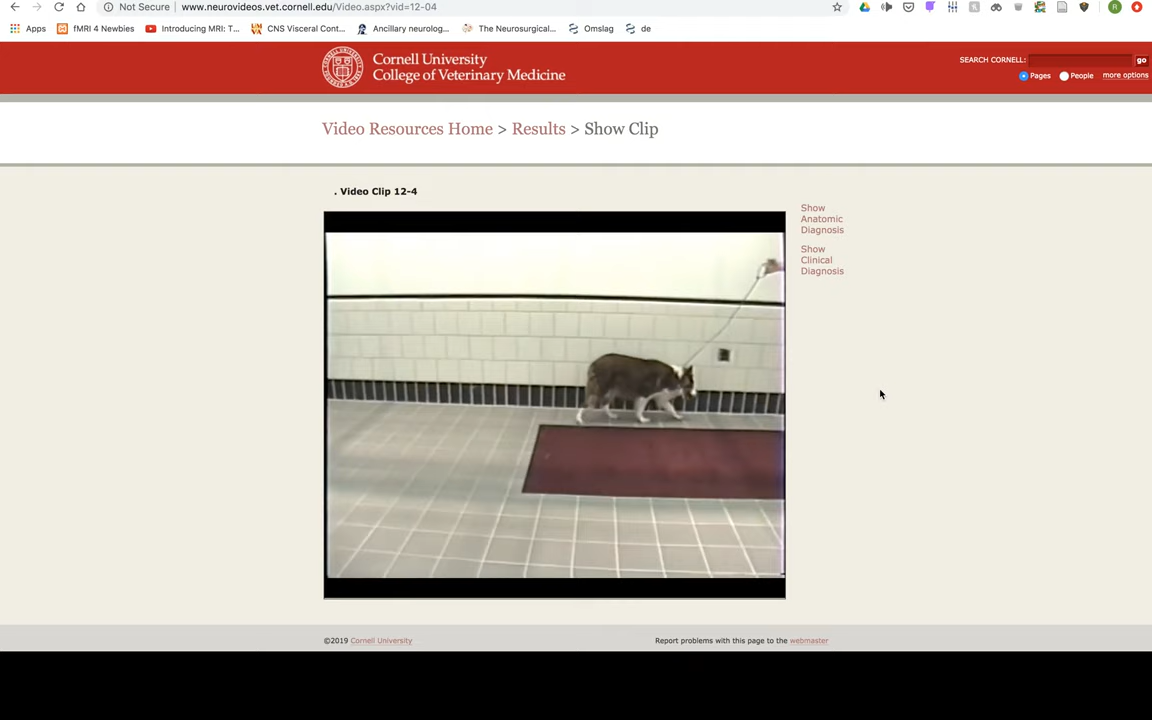 Not Secure www.neurovideos.vet.cornell.edu/Video.aspx?vid=12-04 R
Apps fMRI 4 Newbies Introducing MRI: T... CNS Visceral Cont... Ancillary neurolog... The Neurosurgical... Omslag de
Cornell University
College of Veterinary Medicine
SEARCH CORNELL: go
Pages People more options
Video Resources Home > Results > Show Clip
. Video Clip 12-4
Show
Anatomic
Diagnosis
Show
Clinical
Diagnosis
©2019 Cornell University Report problems with this page to the webmaster